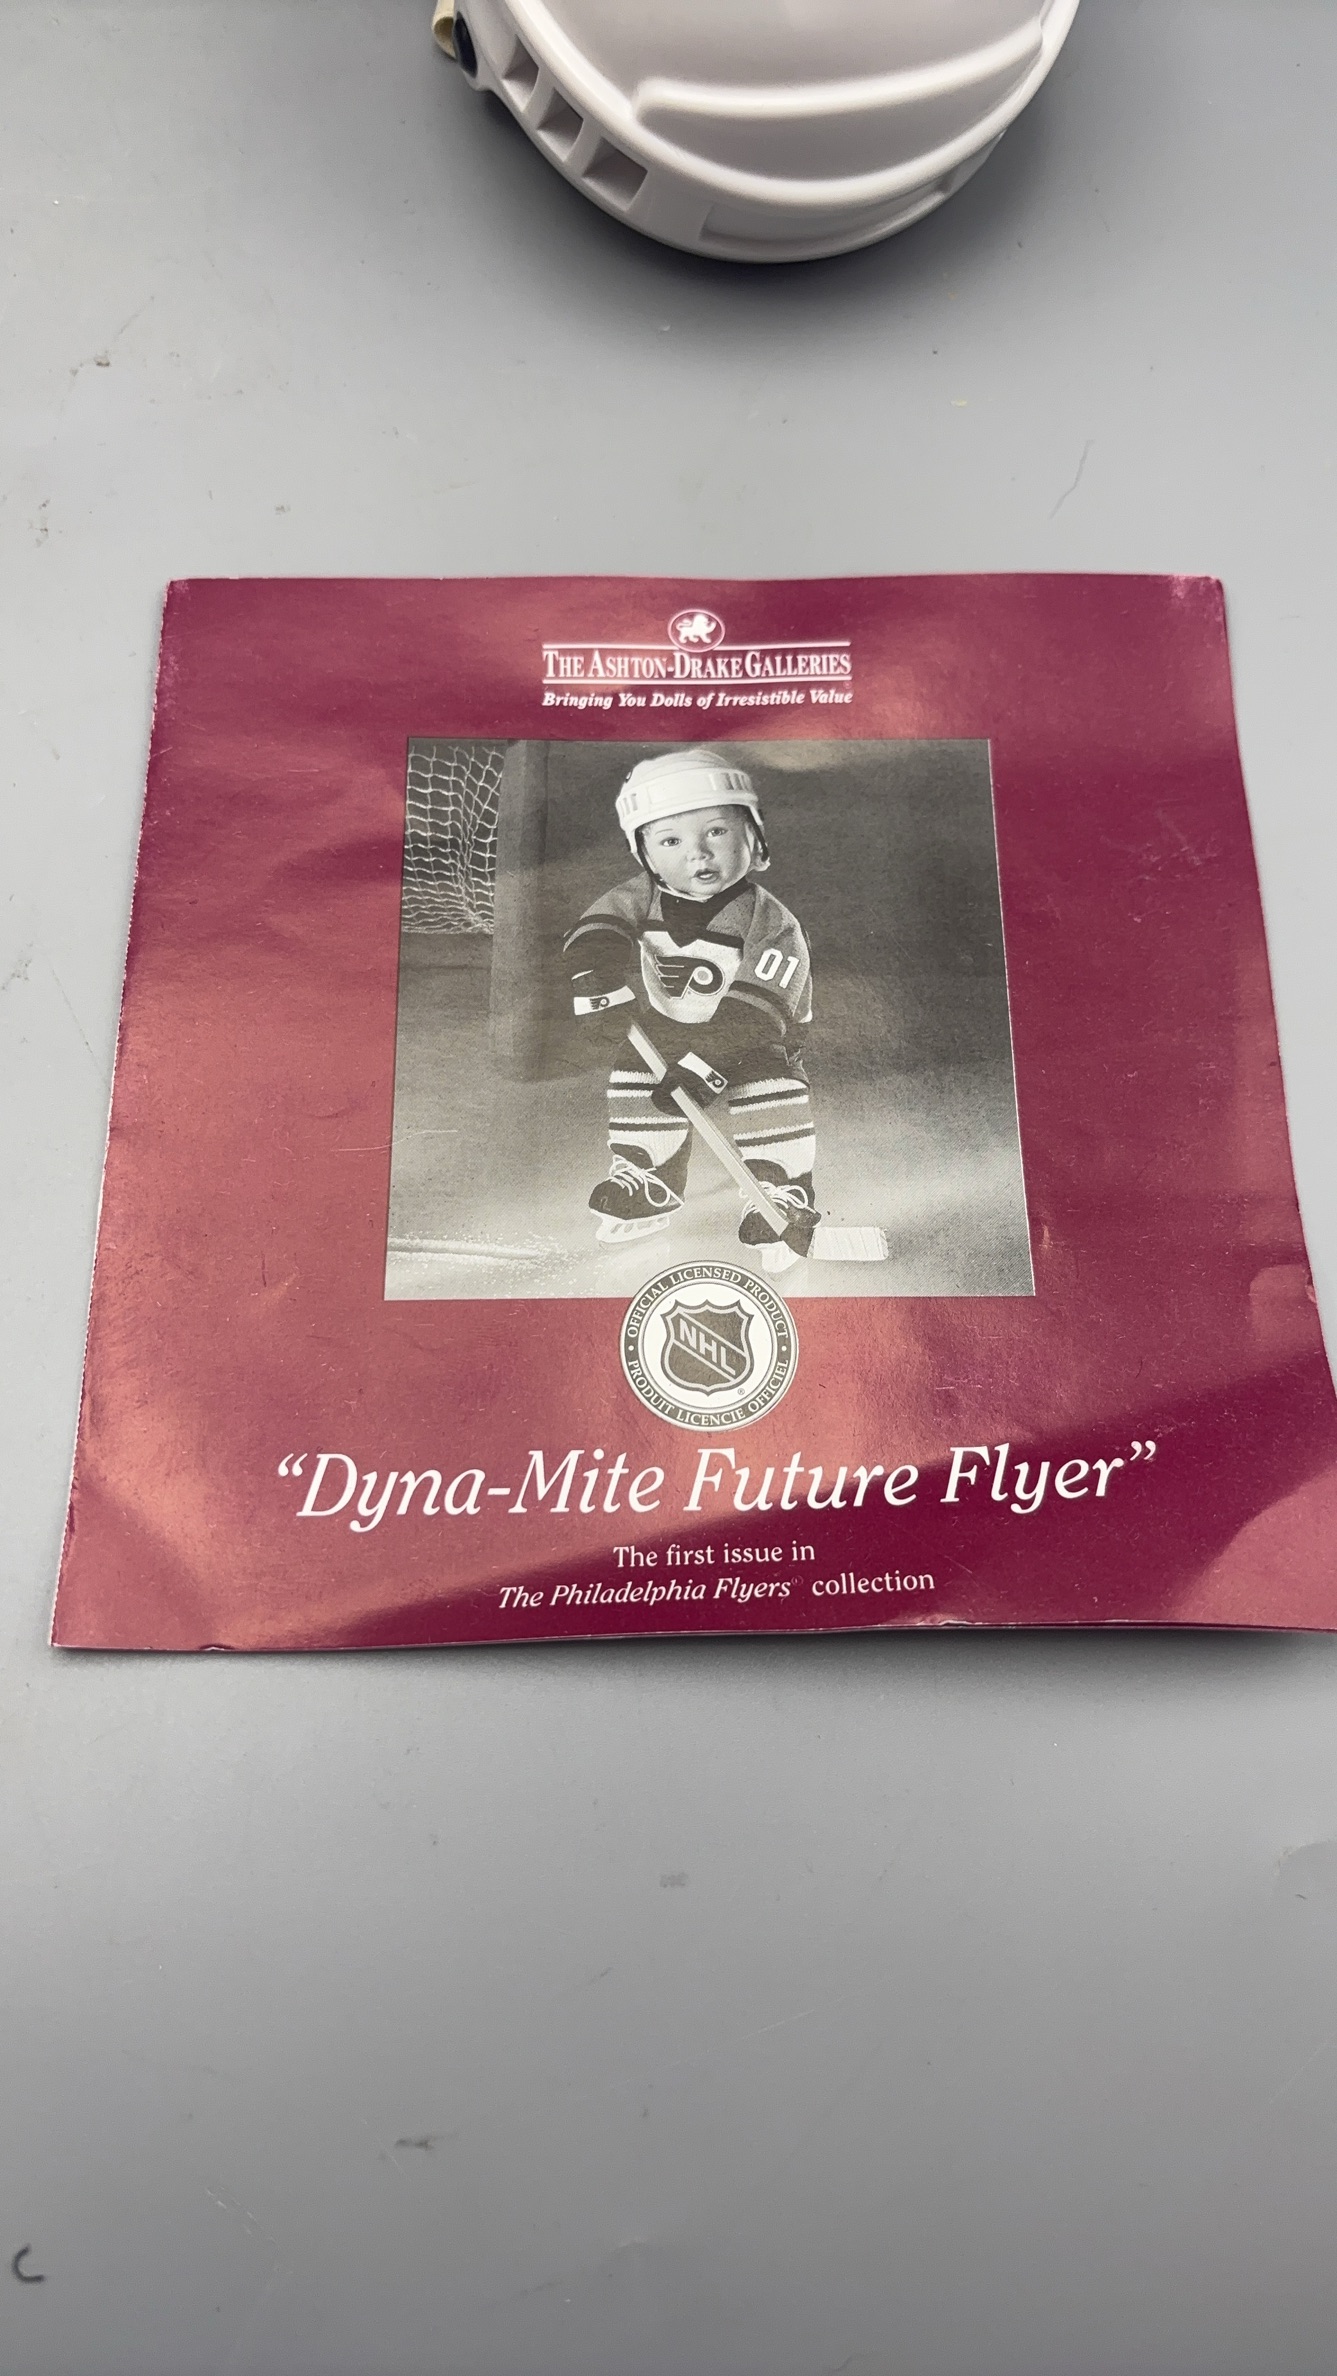 THE ASHTON-DRAKE GALLERIES
Bringing You Dolls of Irresistible Value
01
OFFICIAL LICENSED PRODUCT
NHL
®
PRODUIT LICENCIE OFFICIEL
“Dyna-Mite Future Flyer”
The first issue in
The Philadelphia Flyers® collection